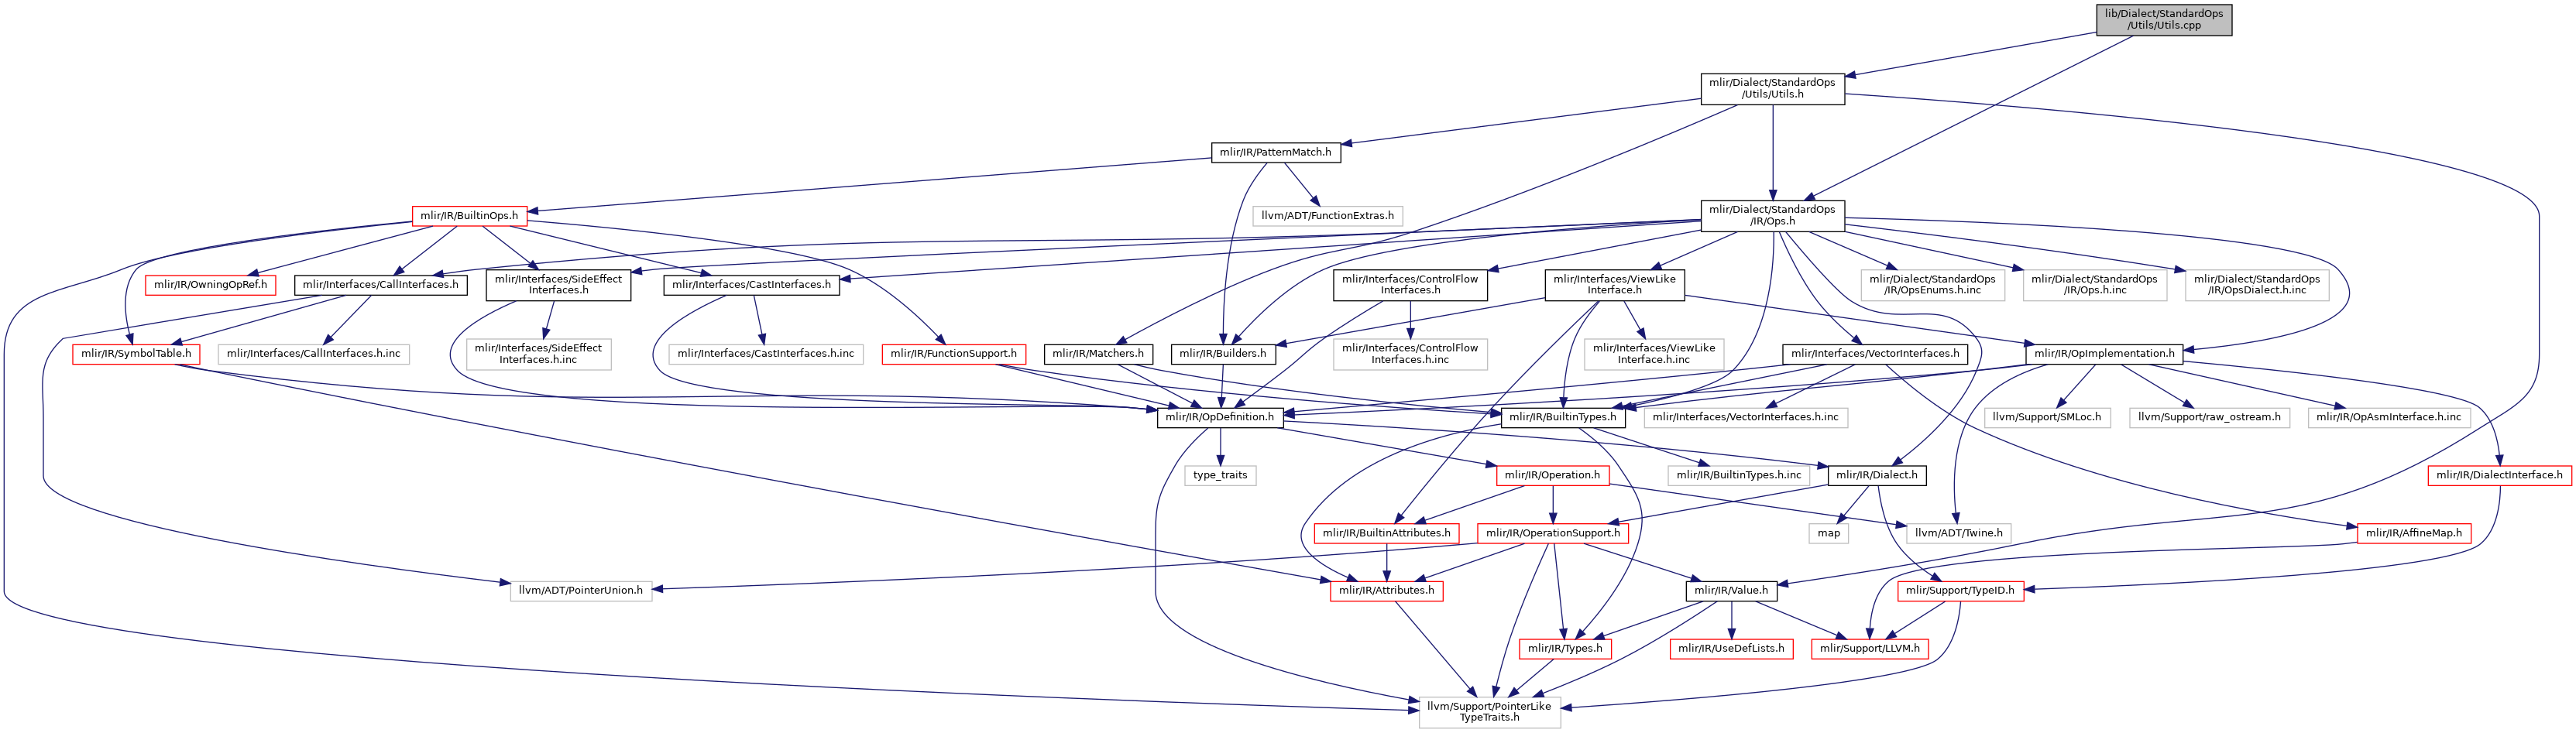 lib/Dialect/StandardOps
/Utils/Utils.cpp
mlir/Dialect/StandardOps
/Utils/Utils.h
mlir/IR/PatternMatch.h
mlir/IR/BuiltinOps.h
llvm/ADT/FunctionExtras.h
mlir/Dialect/StandardOps
/IR/Ops.h
mlir/IR/OwningOpRef.h
mlir/Interfaces/CallInterfaces.h
mlir/Interfaces/SideEffect
Interfaces.h
mlir/Interfaces/CastInterfaces.h
mlir/Interfaces/ControlFlow
Interfaces.h
mlir/Interfaces/ViewLike
Interface.h
mlir/Dialect/StandardOps
/IR/OpsEnums.h.inc
mlir/Dialect/StandardOps
/IR/Ops.h.inc
mlir/Dialect/StandardOps
/IR/OpsDialect.h.inc
mlir/IR/SymbolTable.h
mlir/Interfaces/CallInterfaces.h.inc
mlir/Interfaces/SideEffect
Interfaces.h.inc
mlir/Interfaces/CastInterfaces.h.inc
mlir/IR/FunctionSupport.h
mlir/IR/Matchers.h
mlir/IR/Builders.h
mlir/Interfaces/ControlFlow
Interfaces.h.inc
mlir/Interfaces/ViewLike
Interface.h.inc
mlir/Interfaces/VectorInterfaces.h
mlir/IR/OpImplementation.h
mlir/IR/OpDefinition.h
mlir/IR/BuiltinTypes.h
mlir/Interfaces/VectorInterfaces.h.inc
llvm/Support/SMLoc.h
llvm/Support/raw_ostream.h
mlir/IR/OpAsmInterface.h.inc
type_traits
mlir/IR/Operation.h
mlir/IR/BuiltinTypes.h.inc
mlir/IR/Dialect.h
mlir/IR/DialectInterface.h
mlir/IR/BuiltinAttributes.h
mlir/IR/OperationSupport.h
map
llvm/ADT/Twine.h
mlir/IR/AffineMap.h
llvm/ADT/PointerUnion.h
mlir/IR/Attributes.h
mlir/IR/Value.h
mlir/Support/TypeID.h
mlir/IR/Types.h
mlir/IR/UseDefLists.h
mlir/Support/LLVM.h
llvm/Support/PointerLike
TypeTraits.h